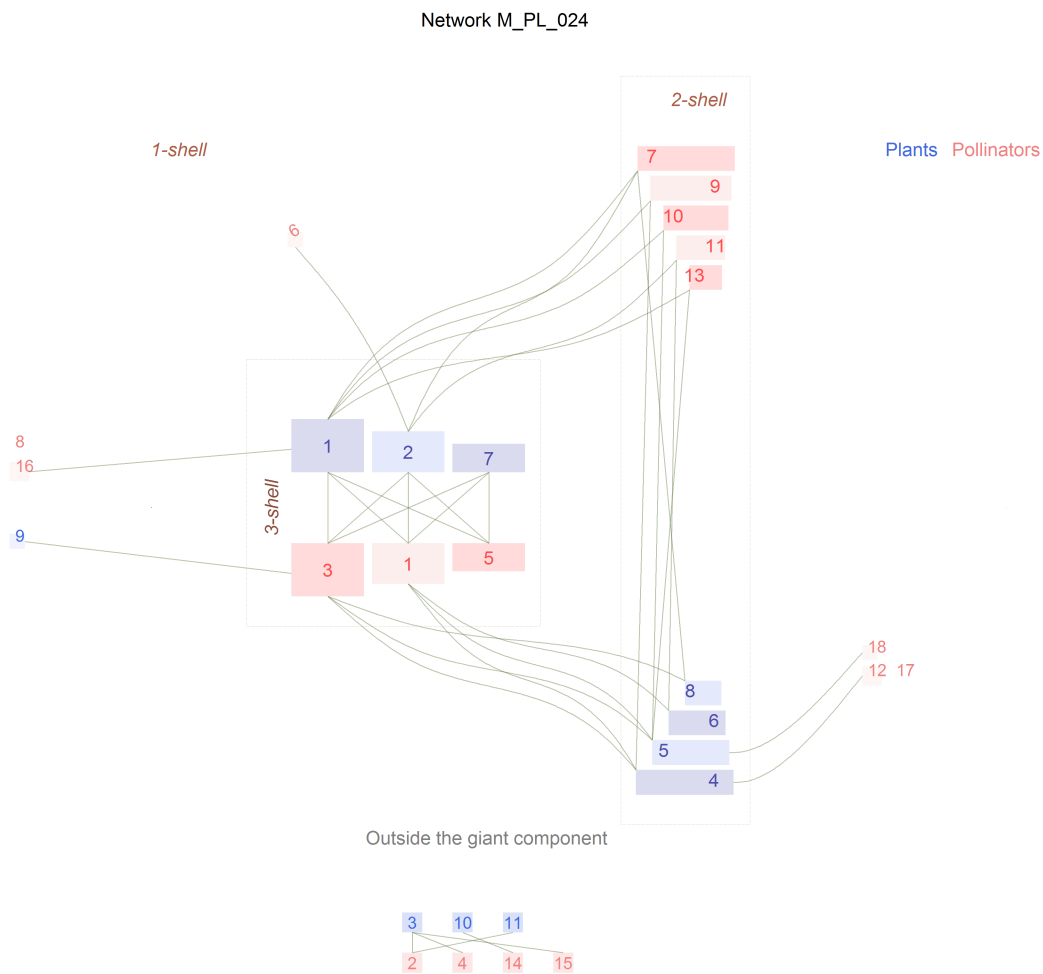 Network M_PL_024
2-shell
1-shell
Plants Pollinators
7
9
6
10
11
13
8
16
1 2 7
3-shell
9
3 1 5
18
12 17
8
6
5
4
Outside the giant component
3 10 11
2 4 14 15